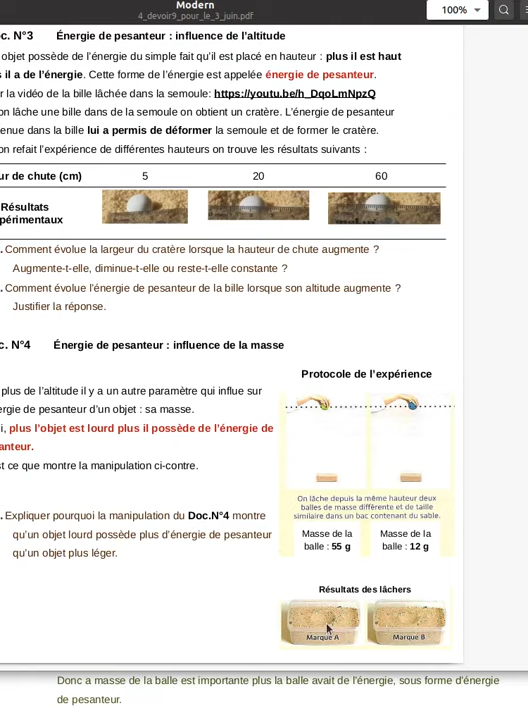 Modern
4_devoir9_pour_le_3_juin.pdf
100%
oc. N°3 Énergie de pesanteur : influence de l'altitude
objet possède de l'énergie du simple fait qu'il est placé en hauteur : plus il est haut
s il a de l'énergie. Cette forme de l'énergie est appelée énergie de pesanteur.
r la vidéo de la bille lâchée dans la semoule: https://youtu.be/h_DqoLmNpzQ
on lâche une bille dans de la semoule on obtient un cratère. L'énergie de pesanteur
enue dans la bille lui a permis de déformer la semoule et de former le cratère.
on refait l'expérience de différentes hauteurs on trouve les résultats suivants :
ur de chute (cm) 5 20 60
Résultats
périmentaux
. Comment évolue la largeur du cratère lorsque la hauteur de chute augmente ?
Augmente-t-elle, diminue-t-elle ou reste-t-elle constante ?
. Comment évolue l'énergie de pesanteur de la bille lorsque son altitude augmente ?
Justifier la réponse.
c. N°4 Énergie de pesanteur : influence de la masse
Protocole de l'expérience
plus de l'altitude il y a un autre paramètre qui influe sur
ergie de pesanteur d'un objet : sa masse.
i, plus l'objet est lourd plus il possède de l'énergie de
anteur.
st ce que montre la manipulation ci-contre.
On lâche depuis la même hauteur deux
balles de masse différente et de taille
similaire dans un bac contenant du sable.
. Expliquer pourquoi la manipulation du Doc.N°4 montre
qu'un objet lourd possède plus d'énergie de pesanteur
qu'un objet plus léger.
Masse de la
balle : 55 g
Masse de la
balle : 12 g
Résultats des lâchers
Marque A
Marque B
Donc a masse de la balle est importante plus la balle avait de l'énergie, sous forme d'énergie
de pesanteur.